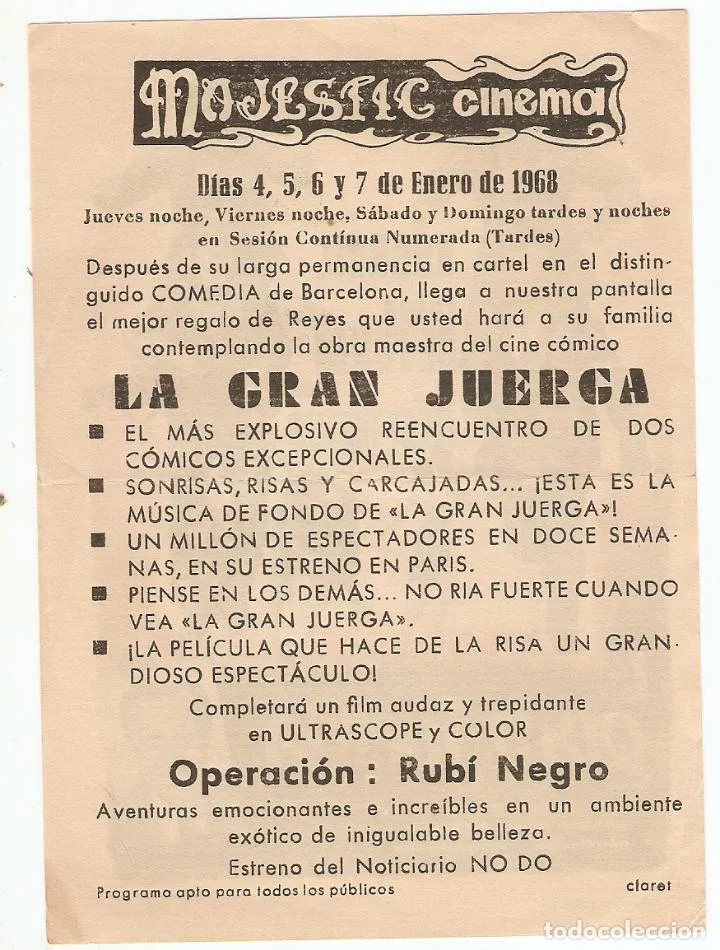 MAJESTIC cinema
Días 4, 5, 6 y 7 de Enero de 1968
Jueves noche, Viernes noche, Sábado y Domingo tardes y noches
en Sesión Contínua Numerada (Tardes)
Después de su larga permanencia en cartel en el distin-
guido COMEDIA de Barcelona, llega a nuestra pantalla
el mejor regalo de Reyes que usted hará a su familia
contemplando la obra maestra del cine cómico
LA GRAN JUERGA
■ EL MÁS EXPLOSIVO REENCUENTRO DE DOS
CÓMICOS EXCEPCIONALES.
■ SONRISAS, RISAS Y CARCAJADAS... ¡ESTA ES LA
MÚSICA DE FONDO DE «LA GRAN JUERGA»!
■ UN MILLÓN DE ESPECTADORES EN DOCE SEMA-
NAS, EN SU ESTRENO EN PARIS.
■ PIENSE EN LOS DEMÁS... NO RIA FUERTE CUANDO
VEA «LA GRAN JUERGA».
■ ¡LA PELÍCULA QUE HACE DE LA RISA UN GRAN-
DIOSO ESPECTÁCULO!
Completará un film audaz y trepidante
en ULTRASCOPE y COLOR
Operación : Rubí Negro
Aventuras emocionantes e increíbles en un ambiente
exótico de inigualable belleza.
Estreno del Noticiario NO DO
Programa apto para todos los públicos claret
todocoleccion